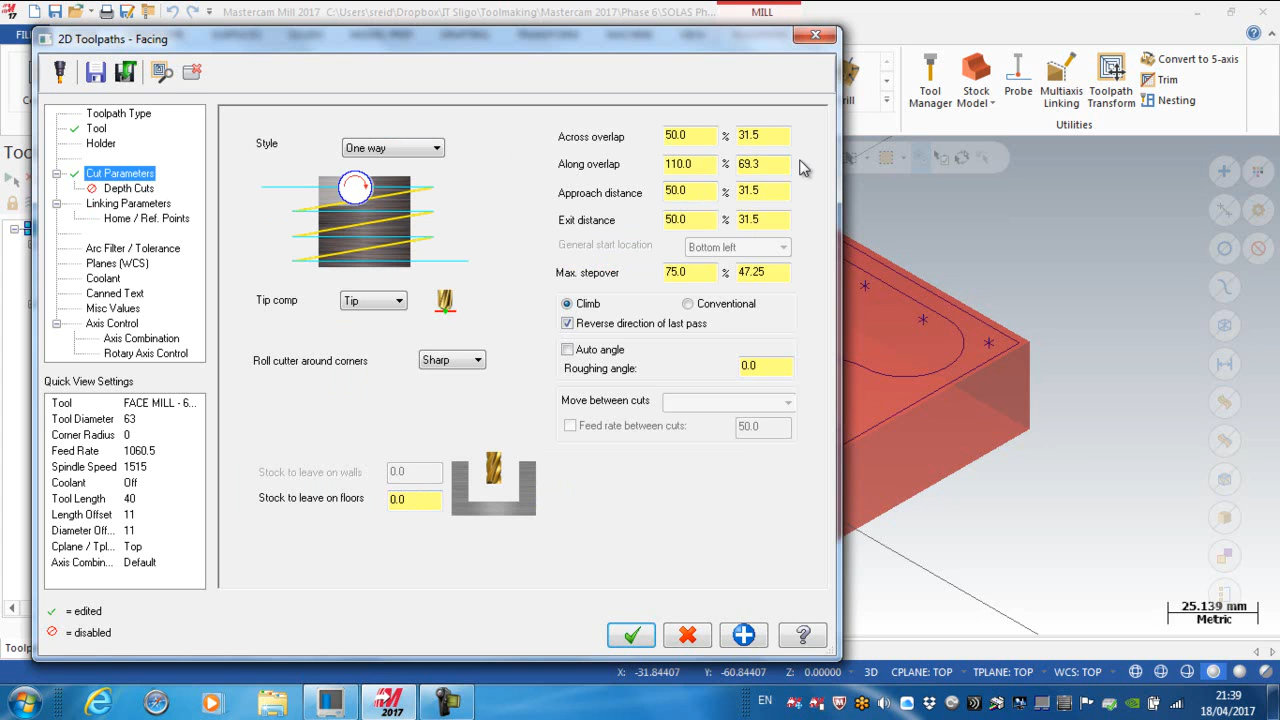 Mastercam Mill 2017 C:\Users\sreid\Dropbox\IT Sligo\Toolmaking\Mastercam 2017\Phase 6\SOLAS Ph...
MILL
2017
2D Toolpaths - Facing
Tool Manager
Stock Model
Probe
Multiaxis Linking
Toolpath Transform
Convert to 5-axis
Trim
Nesting
Utilities
Toolpath Type
Tool
Holder
Cut Parameters
Depth Cuts
Linking Parameters
Home / Ref. Points
Arc Filter / Tolerance
Planes (WCS)
Coolant
Canned Text
Misc Values
Axis Control
Axis Combination
Rotary Axis Control
Quick View Settings
Tool FACE MILL - 6...
Tool Diameter 63
Corner Radius 0
Feed Rate 1060.5
Spindle Speed 1515
Coolant Off
Tool Length 40
Length Offset 11
Diameter Off... 11
Cplane / Tpl... Top
Axis Combin... Default
= edited
= disabled
Style One way
Tip comp Tip
Roll cutter around corners Sharp
Stock to leave on walls 0.0
Stock to leave on floors 0.0
Across overlap 50.0 % 31.5
Along overlap 110.0 % 69.3
Approach distance 50.0 % 31.5
Exit distance 50.0 % 31.5
General start location Bottom left
Max. stepover 75.0 % 47.25
Climb Conventional
Reverse direction of last pass
Auto angle
Roughing angle: 0.0
Move between cuts
Feed rate between cuts: 50.0
25.139 mm
Metric
X: -31.84407 Y: -60.84407 Z: 0.00000 3D CPLANE: TOP TPLANE: TOP WCS: TOP
2017
EN
21:39
18/04/2017